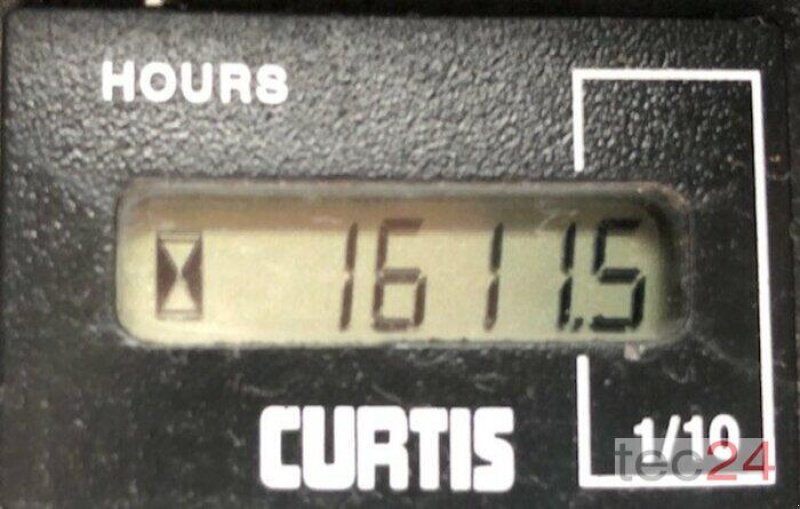 HOURS
1611.5
CURTIS
1/10
tec24